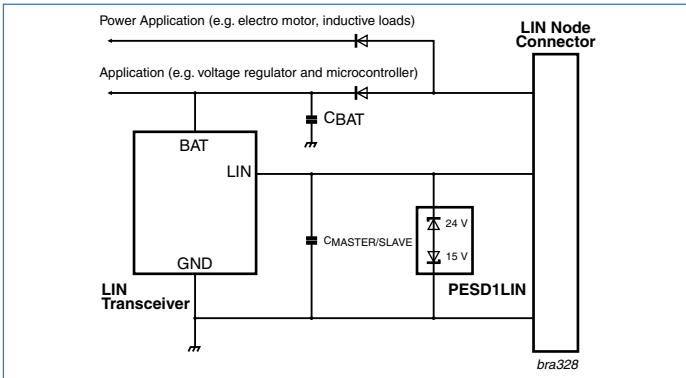 Power Application (e.g. electro motor, inductive loads)
LIN Node
Connector
Application (e.g. voltage regulator and microcontroller)
CBAT
BAT
LIN
24 V
CMASTER/SLAVE
15 V
GND
LIN
Transceiver
PESD1LIN
bra328